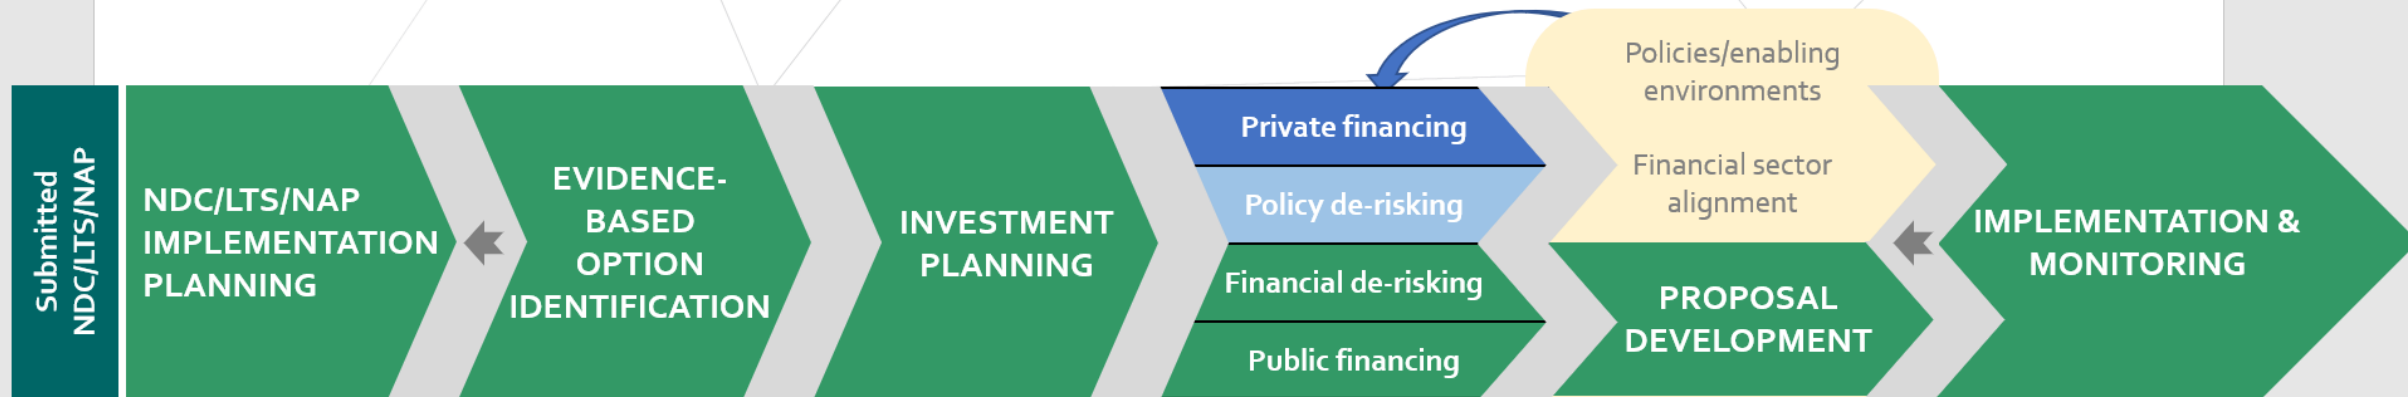 Submitted
NDC/LTS/NAP
NDC/LTS/NAP
IMPLEMENTATION
PLANNING
EVIDENCE-
BASED
OPTION
IDENTIFICATION
INVESTMENT
PLANNING
Private financing
Policy de-risking
Financial de-risking
Public financing
Policies/enabling
environments
Financial sector
alignment
PROPOSAL
DEVELOPMENT
IMPLEMENTATION &
MONITORING